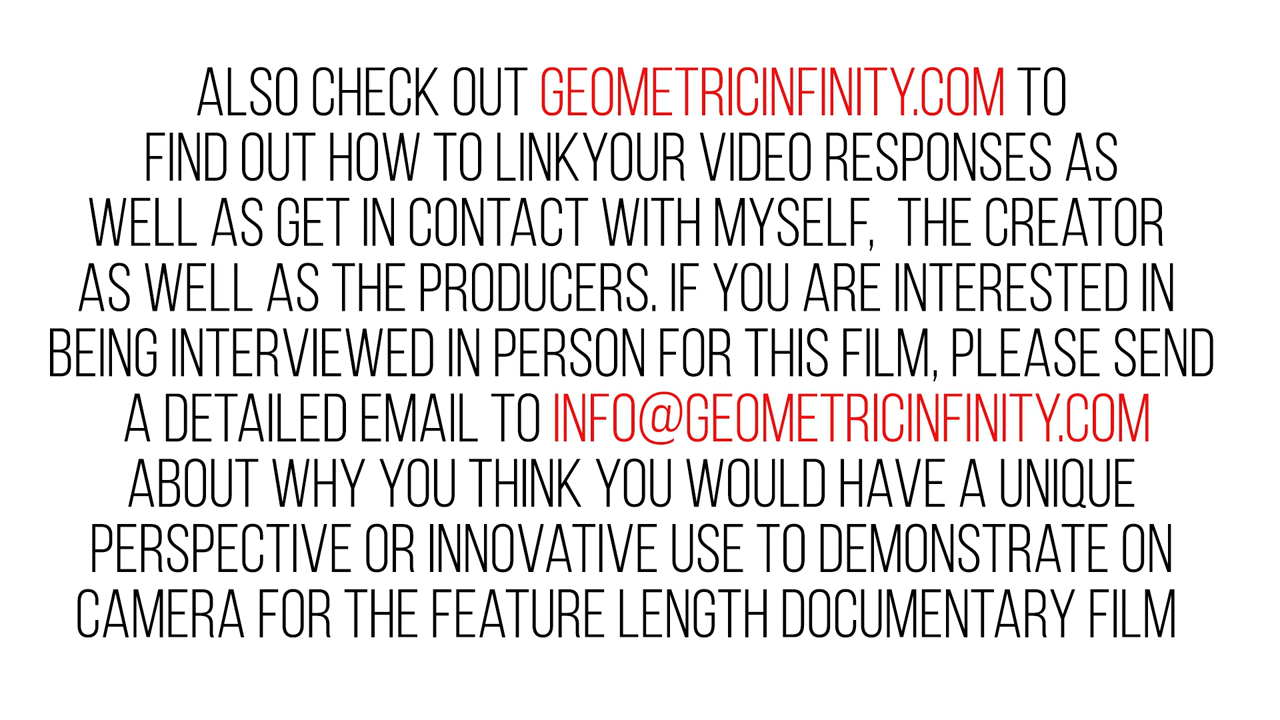 ALSO CHECK OUT GEOMETRICINFINITY.COM TO
FIND OUT HOW TO LINKYOUR VIDEO RESPONSES AS
WELL AS GET IN CONTACT WITH MYSELF, THE CREATOR
AS WELL AS THE PRODUCERS. IF YOU ARE INTERESTED IN
BEING INTERVIEWED IN PERSON FOR THIS FILM, PLEASE SEND
A DETAILED EMAIL TO INFO@GEOMETRICINFINITY.COM
ABOUT WHY YOU THINK YOU WOULD HAVE A UNIQUE
PERSPECTIVE OR INNOVATIVE USE TO DEMONSTRATE ON
CAMERA FOR THE FEATURE LENGTH DOCUMENTARY FILM